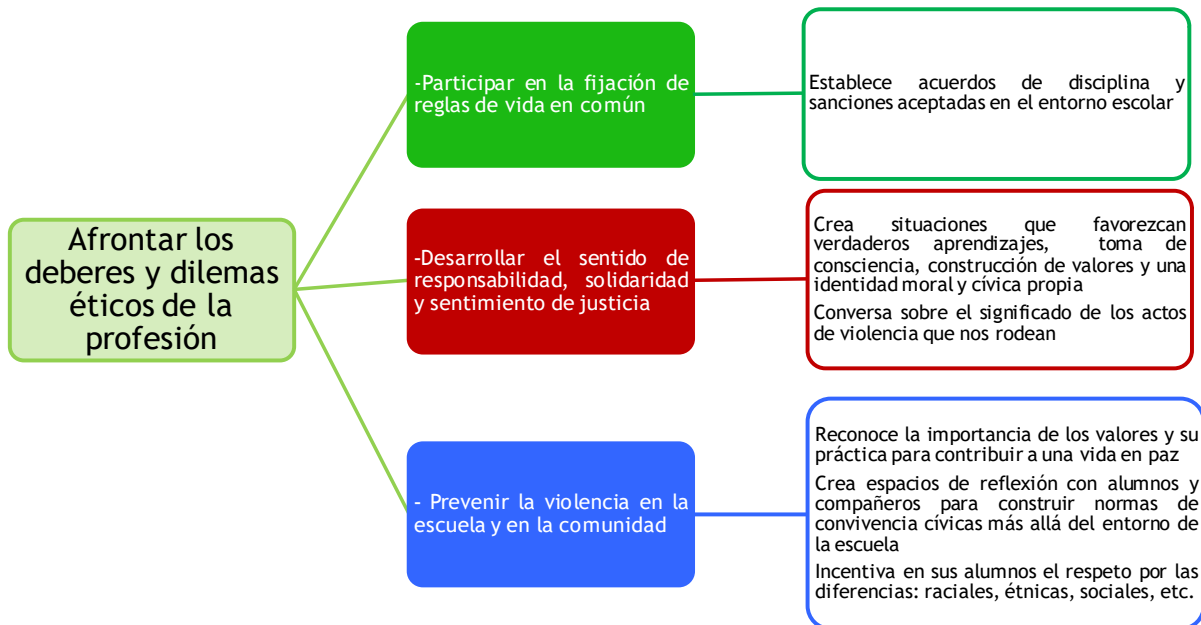 Afrontar los
deberes y dilemas
éticos de la
profesión
-Participar en la fijación de
reglas de vida en común
Establece acuerdos de disciplina y
sanciones aceptadas en el entorno escolar
-Desarrollar el sentido de
responsabilidad, solidaridad
y sentimiento de justicia
Crea situaciones que favorezcan
verdaderos aprendizajes, toma de
consciencia, construcción de valores y una
identidad moral y cívica propia
Conversa sobre el significado de los actos
de violencia que nos rodean
- Prevenir la violencia en la
escuela y en la comunidad
Reconoce la importancia de los valores y su
práctica para contribuir a una vida en paz
Crea espacios de reflexión con alumnos y
compañeros para construir normas de
convivencia cívicas más allá del entorno de
la escuela
Incentiva en sus alumnos el respeto por las
diferencias: raciales, étnicas, sociales, etc.